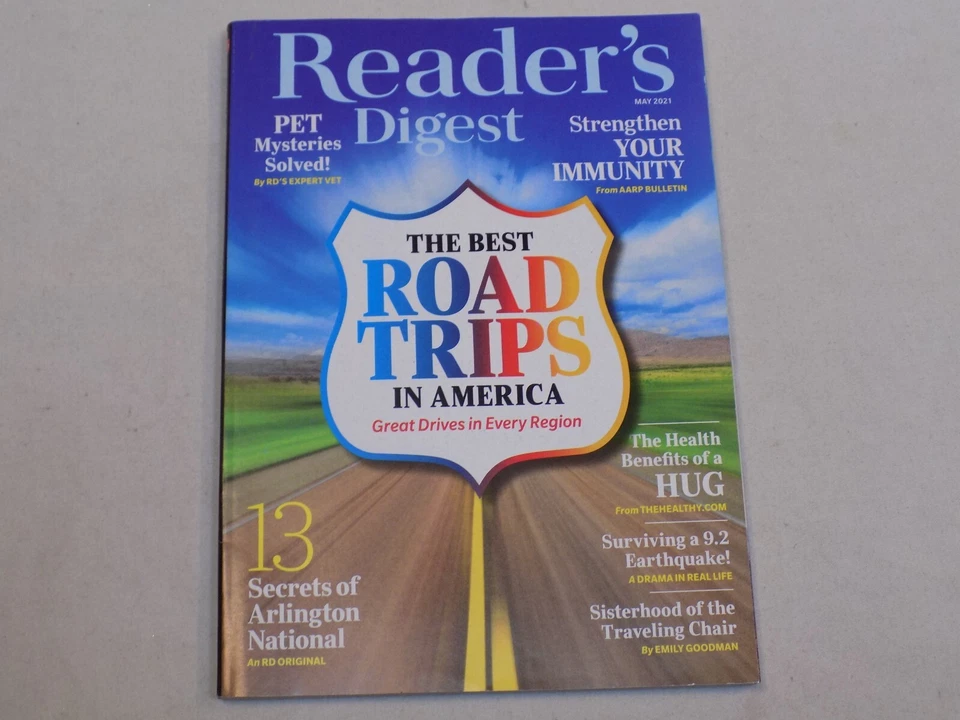 Reader's
Digest
MAY 2021
PET
Mysteries
Solved!
By RD'S EXPERT VET
Strengthen
YOUR
IMMUNITY
From AARP BULLETIN
THE BEST
ROAD
TRIPS
IN AMERICA
Great Drives in Every Region
The Health
Benefits of a
HUG
From THEHEALTHY.COM
Surviving a 9.2
Earthquake!
A DRAMA IN REAL LIFE
Sisterhood of the
Traveling Chair
By EMILY GOODMAN
13
Secrets of
Arlington
National
An RD ORIGINAL